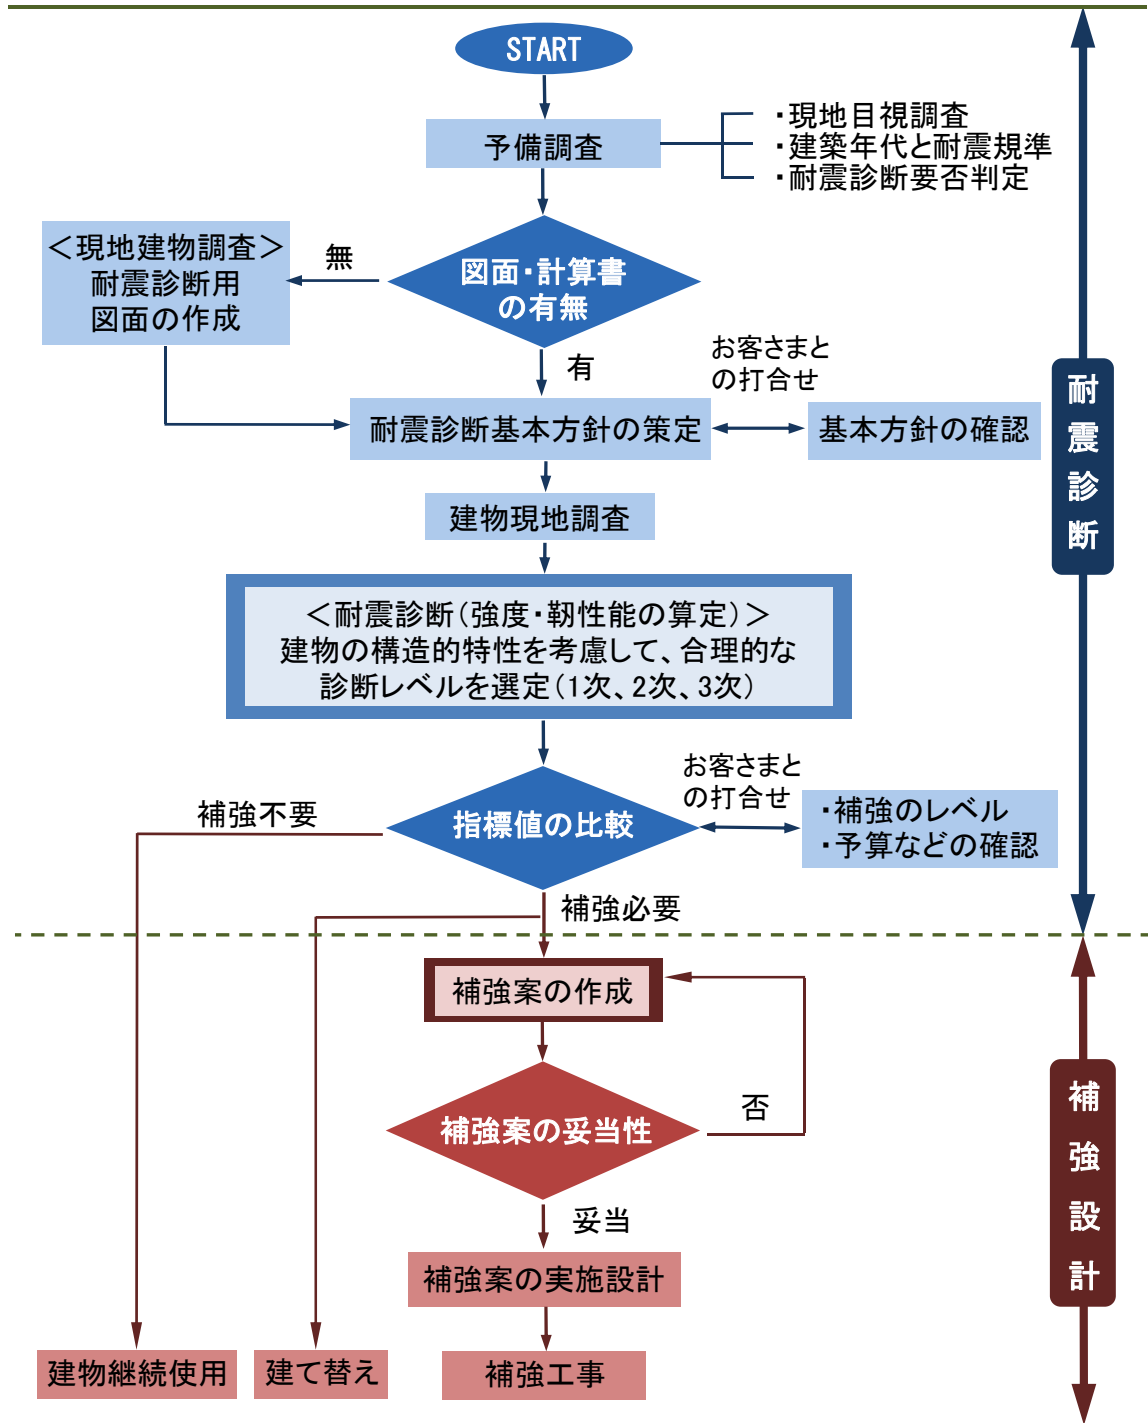 START
予備調査
・現地目視調査
・建築年代と耐震規準
・耐震診断要否判定
図面・計算書
の有無
無
＜現地建物調査＞
耐震診断用
図面の作成
有
お客さまと
の打合せ
耐震診断基本方針の策定
基本方針の確認
建物現地調査
＜耐震診断（強度・靭性能の算定）＞
建物の構造的特性を考慮して、合理的な
診断レベルを選定（1次、2次、3次）
指標値の比較
お客さまと
の打合せ
・補強のレベル
・予算などの確認
補強不要
補強必要
耐震診断
補強案の作成
補強案の妥当性
否
妥当
補強案の実施設計
建物継続使用
建て替え
補強工事
補強設計